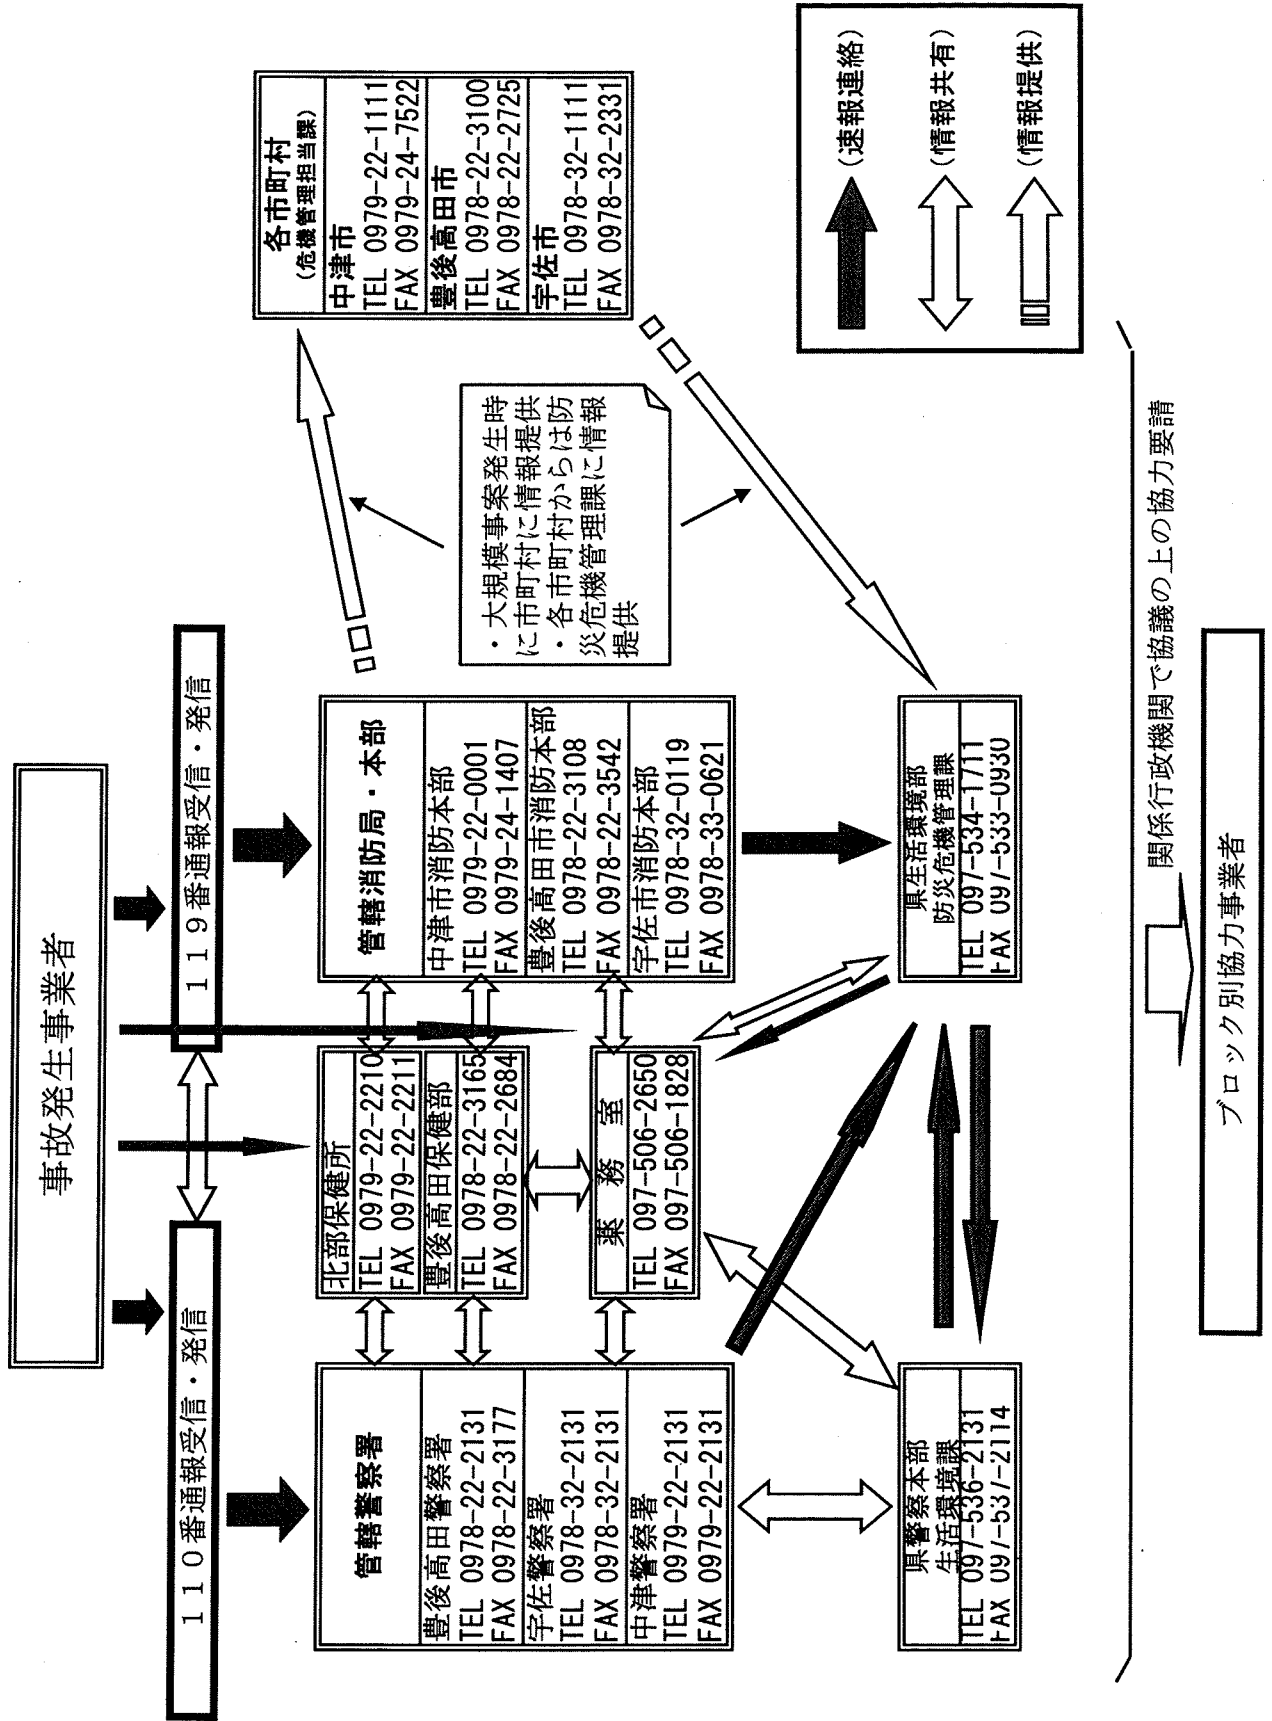 事故発生事業者
１１０番通報受信・発信
１１９番通報受信・発信
管轄警察署
豊後高田警察署
TEL 0978-22-2131
FAX 0978-22-3177
宇佐警察署
TEL 0978-32-2131
FAX 0978-32-2131
中津警察署
TEL 0979-22-2131
FAX 0979-22-2131
北部保健所
TEL 0979-22-2210
FAX 0979-22-2211
豊後高田保健部
TEL 0978-22-3165
FAX 0978-22-2684
薬務室
TEL 097-506-2650
FAX 097-506-1828
管轄消防局・本部
中津市消防本部
TEL 0979-22-0001
FAX 0979-24-1407
豊後高田市消防本部
TEL 0978-22-3108
FAX 0978-22-3542
宇佐市消防本部
TEL 0978-32-0119
FAX 0978-33-0621
各市町村
(危機管理担当課)
中津市
TEL 0979-22-1111
FAX 0979-24-7522
豊後高田市
TEL 0978-22-3100
FAX 0978-22-2725
宇佐市
TEL 0978-32-1111
FAX 0978-32-2331
・大規模事案発生時
に市町村に情報提供
・各市町村からは防
災危機管理課に情報
提供
県警察本部
生活環境課
TEL 097-536-2131
FAX 097-537-2114
県生活環境部
防災危機管理課
TEL 097-534-1711
FAX 097-533-0930
(速報連絡)
(情報共有)
(情報提供)
関係行政機関で協議の上の協力要請
ブロック別協力事業者